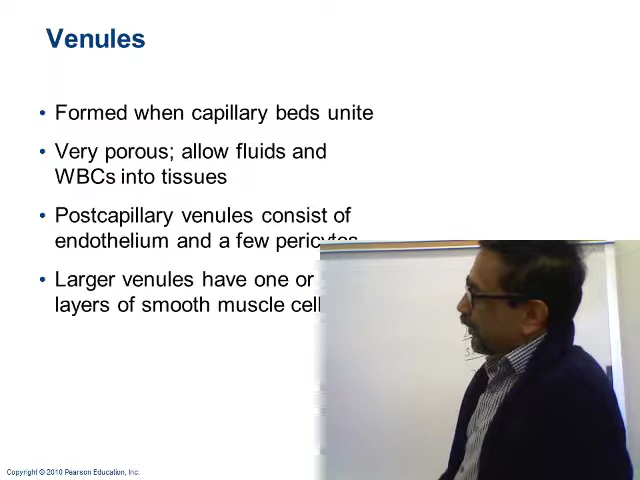 Venules
• Formed when capillary beds unite
• Very porous; allow fluids and
WBCs into tissues
• Postcapillary venules consist of
endothelium and a few pericytes
• Larger venules have one or
layers of smooth muscle cell
Copyright © 2010 Pearson Education, Inc.